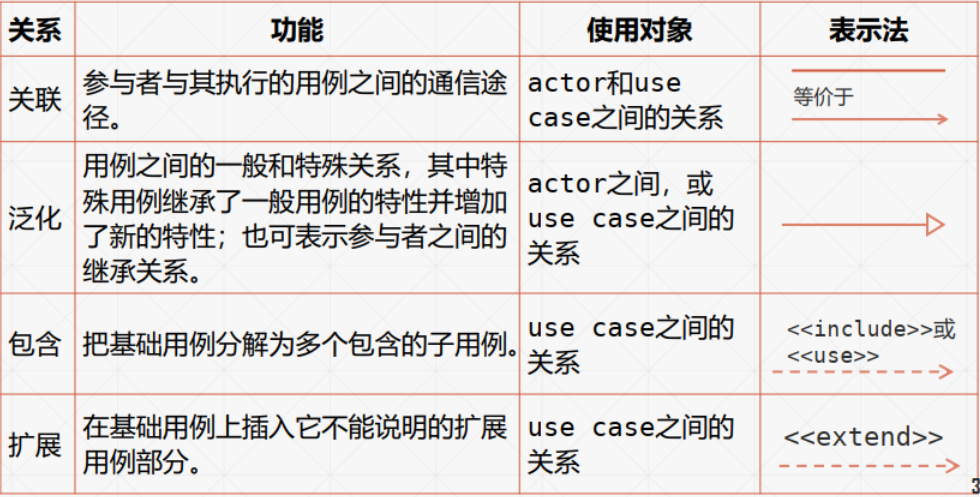 关系 功能 使用对象 表示法
关联
参与者与其执行的用例之间的通信途
径。
actor和use
case之间的关系
等价于
泛化
用例之间的一般和特殊关系，其中特
殊用例继承了一般用例的特性并增加
了新的特性；也可表示参与者之间的
继承关系。
actor之间，或
use case之间的
关系
包含
把基础用例分解为多个包含的子用例。
use case之间的
关系
<<include>>或
<<use>>
扩展
在基础用例上插入它不能说明的扩展
用例部分。
use case之间的
关系
<<extend>>
3